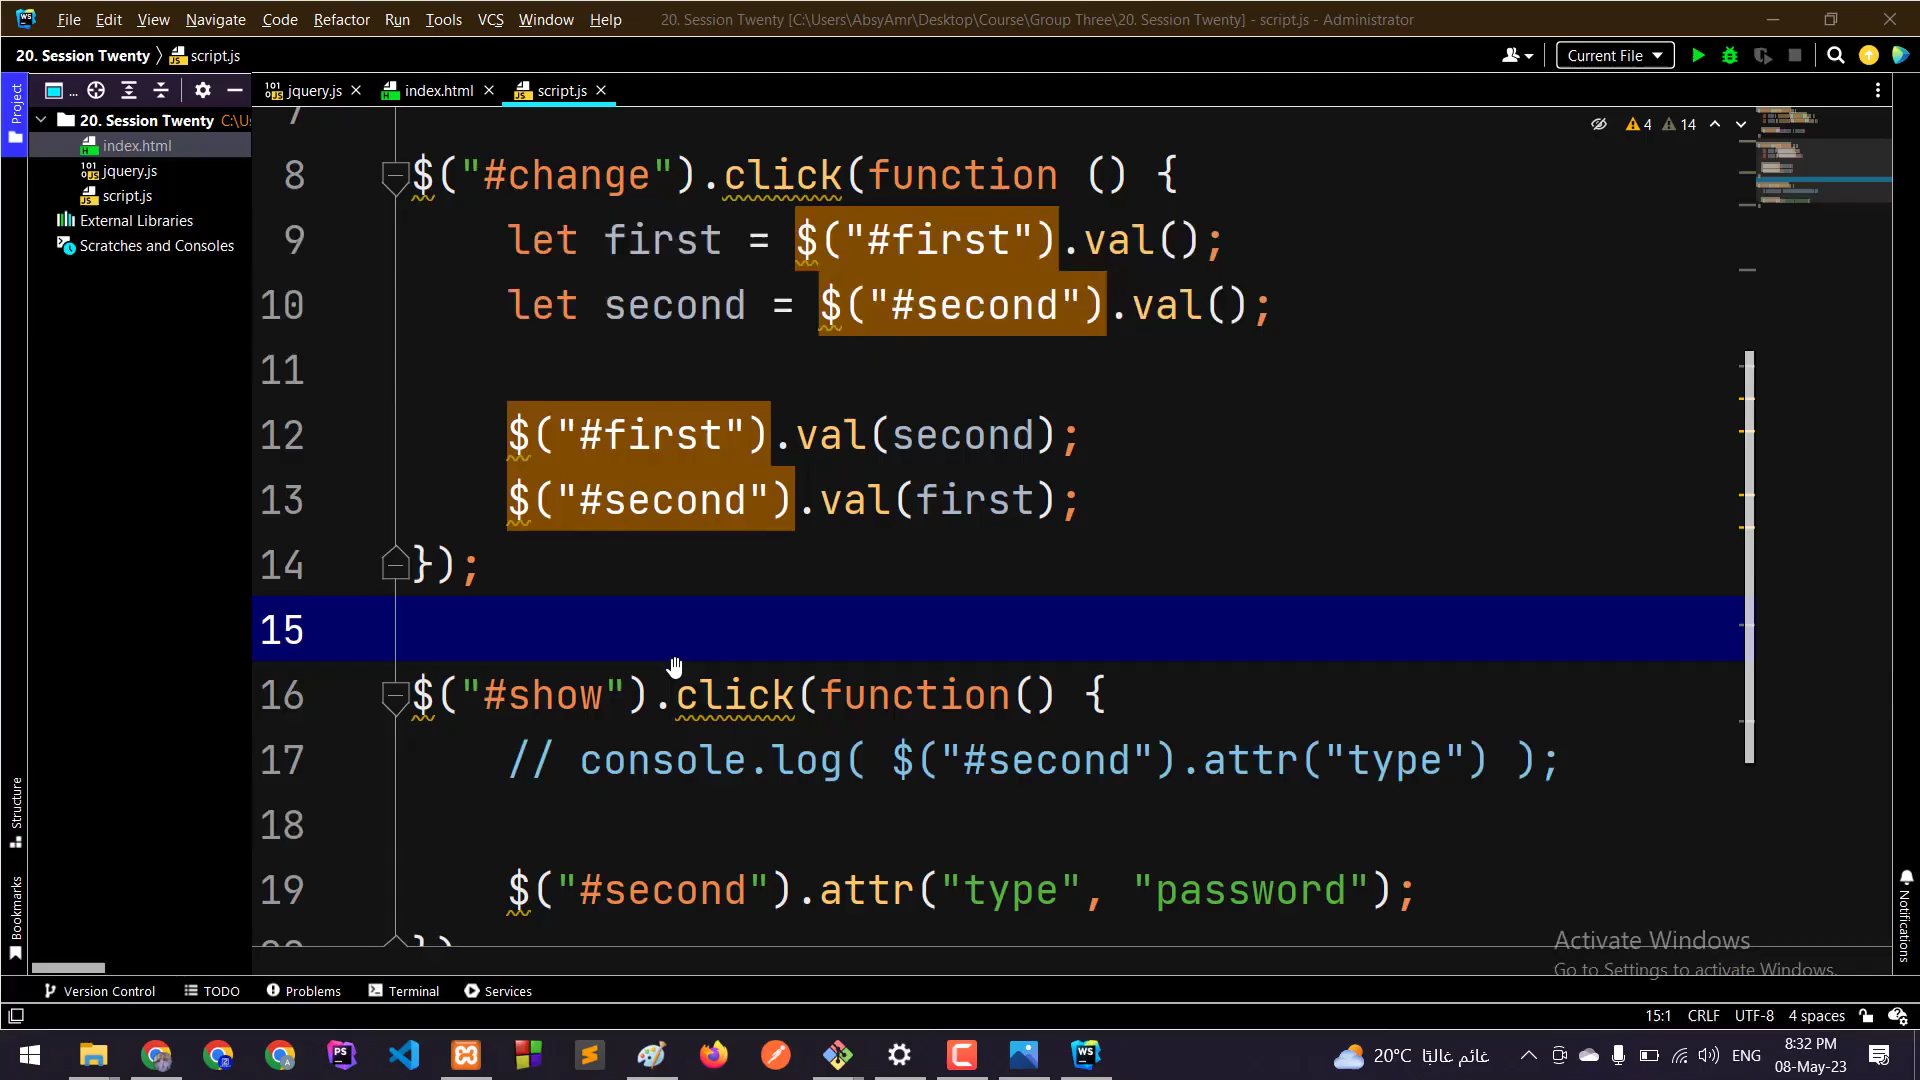 File Edit View Navigate Code Refactor Run Tools VCS Window Help 20. Session Twenty [C:\Users\AbsyAmr\Desktop\Course\Group Three\20. Session Twenty] - script.js - Administrator
20. Session Twenty script.js Current File
Project ... jquery.js index.html script.js
20. Session Twenty C:\Us
index.html
jquery.js
script.js
External Libraries
Scratches and Consoles
4 14
7
8 $("#change").click(function () {
9 let first = $("#first").val();
10 let second = $("#second").val();
11
12 $("#first").val(second);
13 $("#second").val(first);
14 });
15
16 $("#show").click(function() {
17 // console.log( $("#second").attr("type") );
18
19 $("#second").attr("type", "password");
})
Structure
Bookmarks
Notifications
Activate Windows
Go to Settings to activate Windows.
Version Control TODO Problems Terminal Services
15:1 CRLF UTF-8 4 spaces
20°C غائم غالبًا ENG 8:32 PM
08-May-23